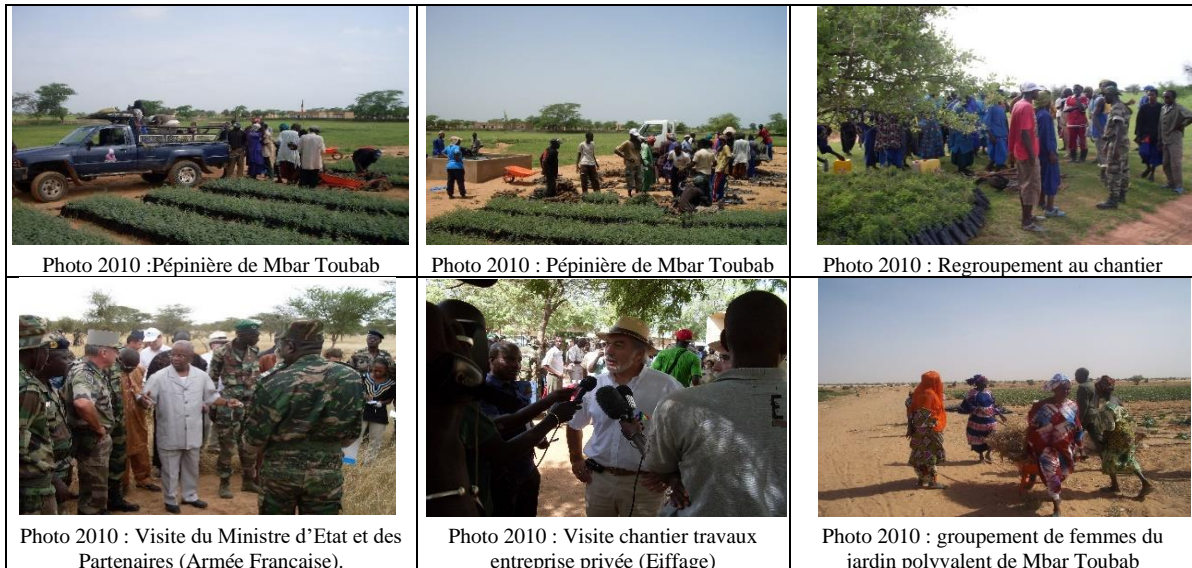 Photo 2010 :Pépinière de Mbar Toubab
Photo 2010 : Pépinière de Mbar Toubab
Photo 2010 : Regroupement au chantier
Photo 2010 : Visite du Ministre d’Etat et des
Partenaires (Armée Française).
Photo 2010 : Visite chantier travaux
entreprise privée (Eiffage)
Photo 2010 : groupement de femmes du
jardin polyvalent de Mbar Toubab